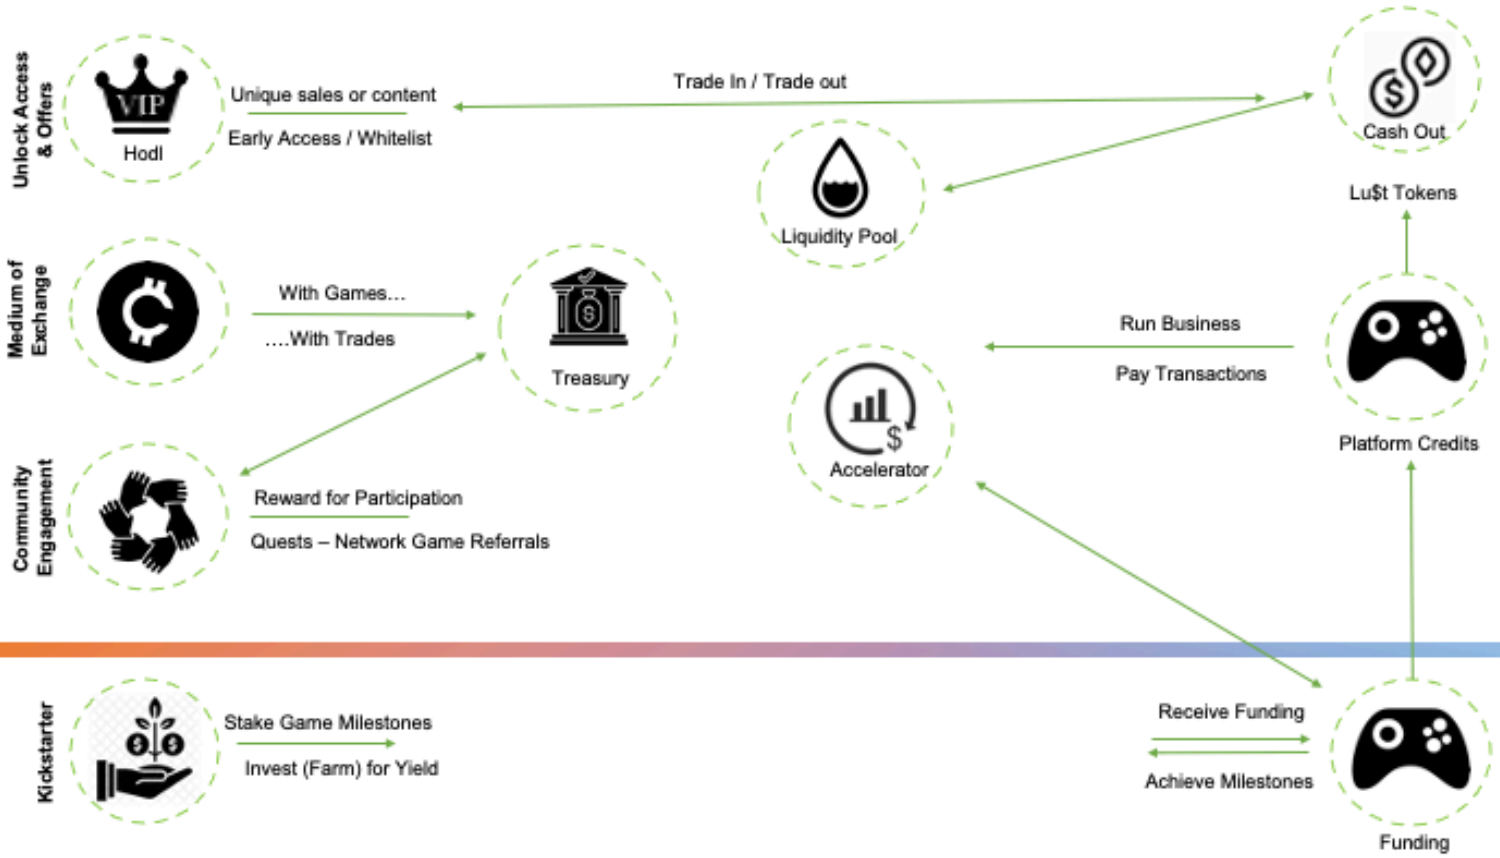 Unlock Access
& Offers
VIP
Hodl
Unique sales or content
Early Access / Whitelist
Trade In / Trade out
Liquidity Pool
$
Cash Out
Lu$t Tokens
Medium of
Exchange
With Games...
....With Trades
$
Treasury
$
Accelerator
Run Business
Pay Transactions
Platform Credits
Community
Engagement
Reward for Participation
Quests – Network Game Referrals
Kickstarter
$ $
Stake Game Milestones
Invest (Farm) for Yield
Receive Funding
Achieve Milestones
Funding